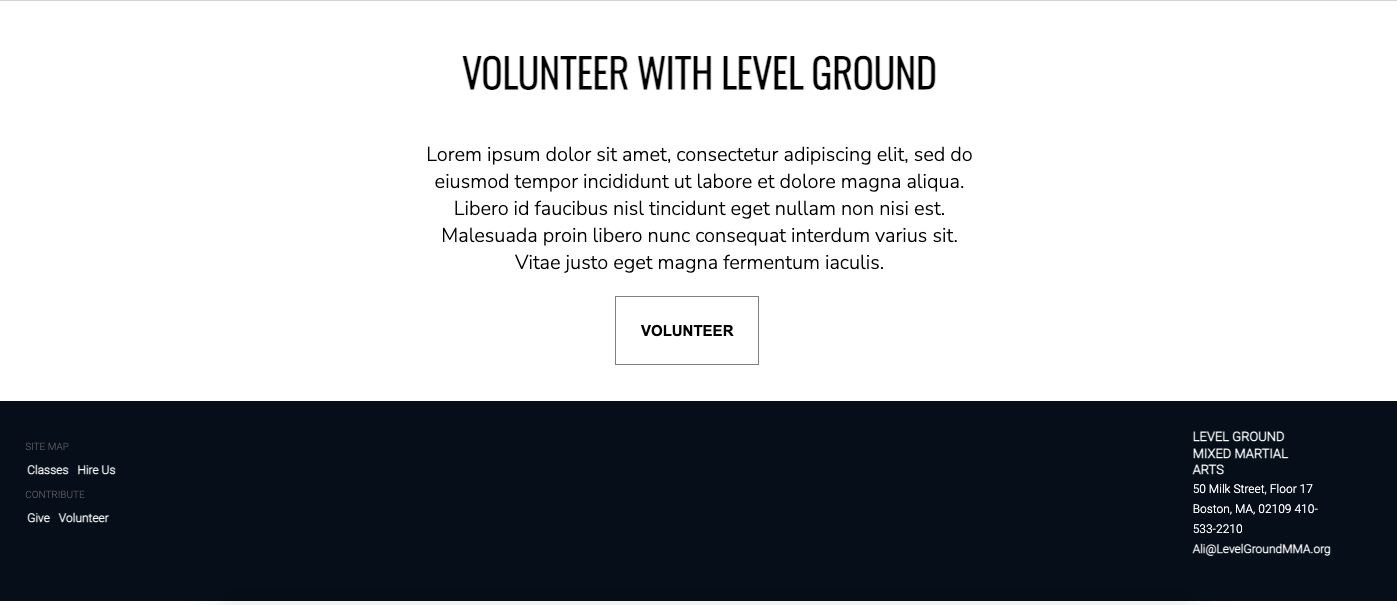 VOLUNTEER WITH LEVEL GROUND
Lorem ipsum dolor sit amet, consectetur adipiscing elit, sed do
eiusmod tempor incididunt ut labore et dolore magna aliqua.
Libero id faucibus nisl tincidunt eget nullam non nisi est.
Malesuada proin libero nunc consequat interdum varius sit.
Vitae justo eget magna fermentum iaculis.
VOLUNTEER
SITE MAP
Classes Hire Us
CONTRIBUTE
Give Volunteer
LEVEL GROUND
MIXED MARTIAL
ARTS
50 Milk Street, Floor 17
Boston, MA, 02109 410-
533-2210
Ali@LevelGroundMMA.org